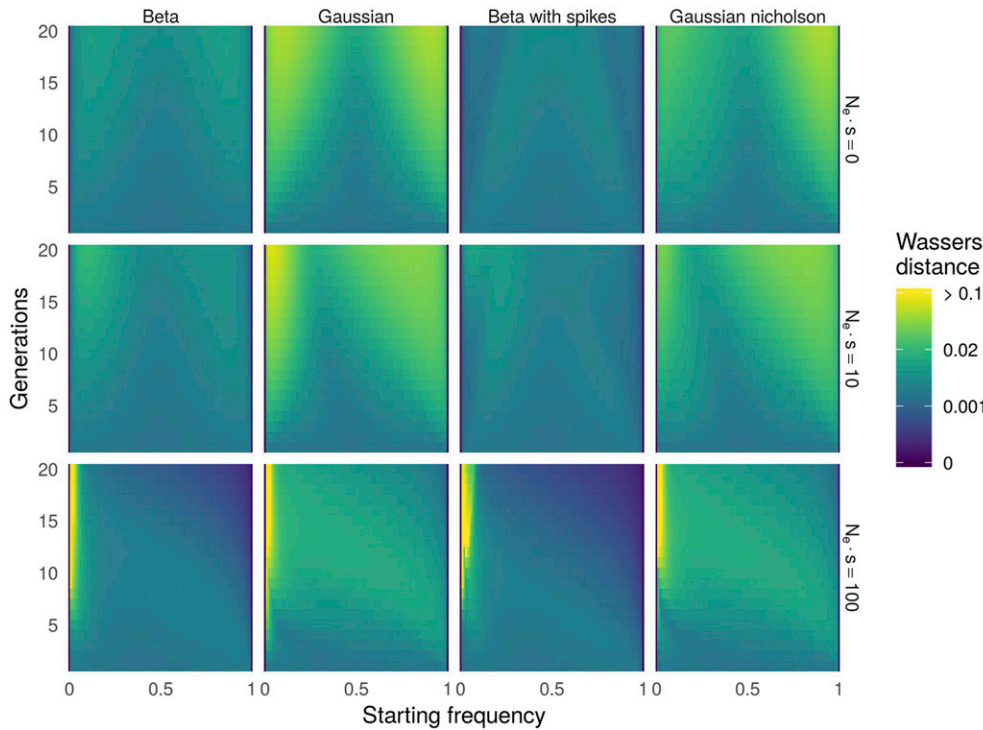 Beta Gaussian Beta with spikes Gaussian nicholson
20
15
10
5
Nₑ · s = 0
20
15
10
5
Nₑ · s = 10
20
15
10
5
Nₑ · s = 100
0 0.5 1 0 0.5 1 0 0.5 1 0 0.5 1
Generations
Starting frequency
Wassers
distance
> 0.1
0.02
0.001
0